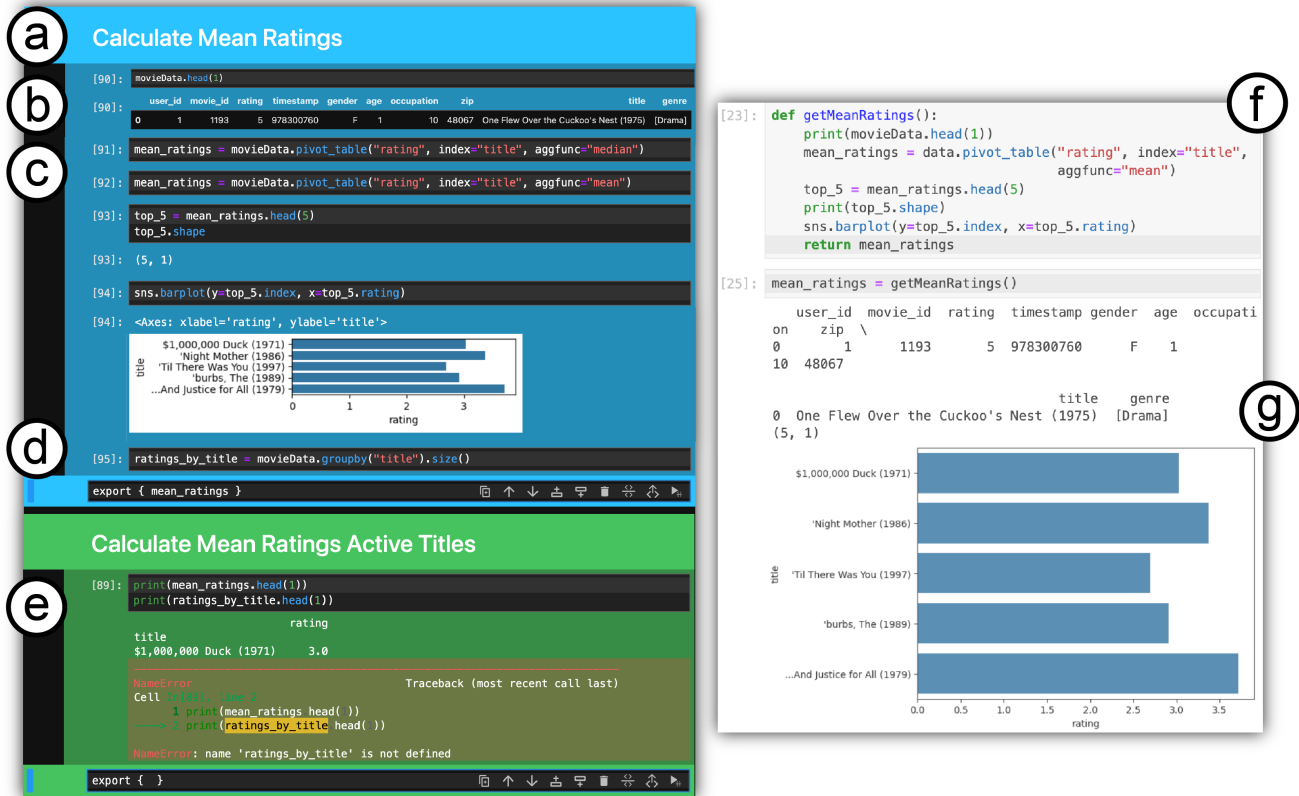 a
Calculate Mean Ratings
[90]: movieData.head(1)
b
[90]: user_id movie_id rating timestamp gender age occupation zip title genre
0 1 1193 5 978300760 F 1 10 48067 One Flew Over the Cuckoo's Nest (1975) [Drama]
c
[91]: mean_ratings = movieData.pivot_table("rating", index="title", aggfunc="median")
[92]: mean_ratings = movieData.pivot_table("rating", index="title", aggfunc="mean")
[93]: top_5 = mean_ratings.head(5)
top_5.shape
[93]: (5, 1)
[94]: sns.barplot(y=top_5.index, x=top_5.rating)
[94]: <Axes: xlabel='rating', ylabel='title'>
title
$1,000,000 Duck (1971)
'Night Mother (1986)
'Til There Was You (1997)
'burbs, The (1989)
...And Justice for All (1979)
0 1 2 3
rating
d
[95]: ratings_by_title = movieData.groupby("title").size()
export { mean_ratings }
Calculate Mean Ratings Active Titles
e
[89]: print(mean_ratings.head(1))
print(ratings_by_title.head(1))
rating
title
$1,000,000 Duck (1971) 3.0
NameError Traceback (most recent call last)
Cell line 2
1 print(mean_ratings head( ))
2 print(ratings_by_title head( ))
NameError: name 'ratings_by_title' is not defined
export { }
f
[23]: def getMeanRatings():
print(movieData.head(1))
mean_ratings = data.pivot_table("rating", index="title",
aggfunc="mean")
top_5 = mean_ratings.head(5)
print(top_5.shape)
sns.barplot(y=top_5.index, x=top_5.rating)
return mean_ratings
[25]: mean_ratings = getMeanRatings()
user_id movie_id rating timestamp gender age occupati
on zip \
0 1 1193 5 978300760 F 1
10 48067
g
title genre
0 One Flew Over the Cuckoo's Nest (1975) [Drama]
(5, 1)
title
$1,000,000 Duck (1971)
'Night Mother (1986)
'Til There Was You (1997)
'burbs, The (1989)
...And Justice for All (1979)
0.0 0.5 1.0 1.5 2.0 2.5 3.0 3.5
rating